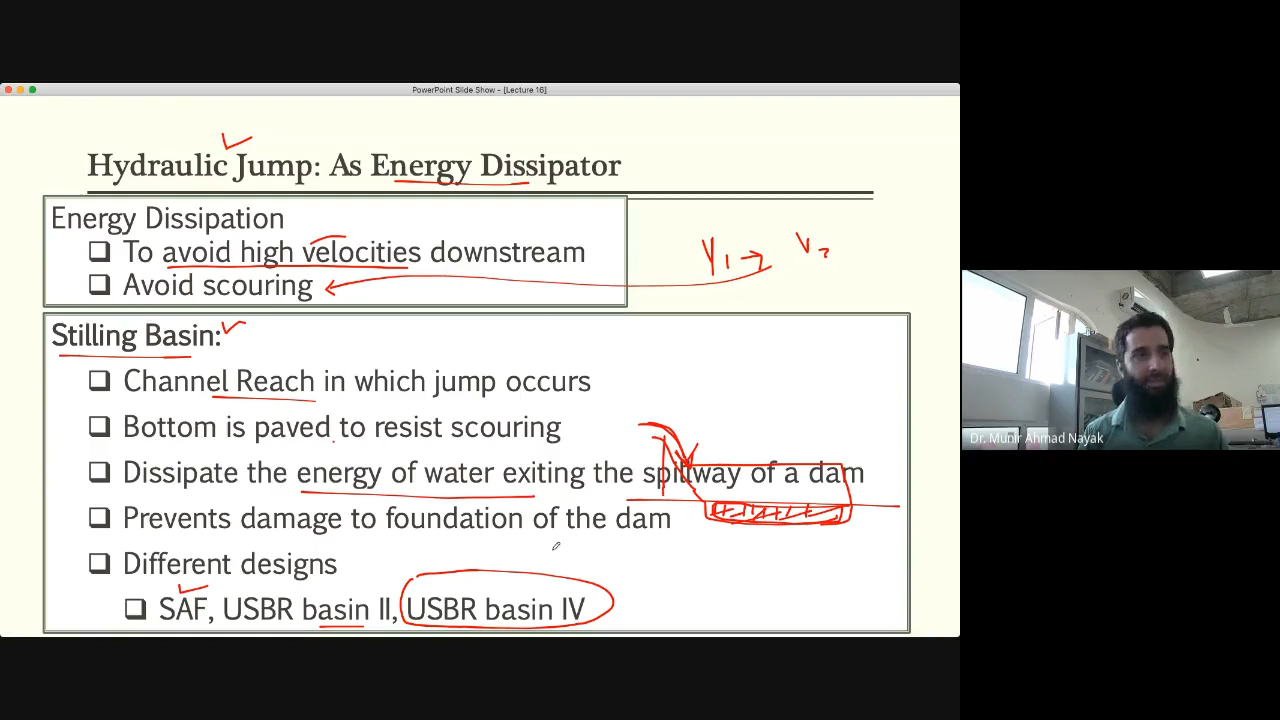 PowerPoint Slide Show - [Lecture 16]
Hydraulic Jump: As Energy Dissipator
Energy Dissipation
❑ To avoid high velocities downstream
❑ Avoid scouring
Stilling Basin:
❑ Channel Reach in which jump occurs
❑ Bottom is paved to resist scouring
❑ Dissipate the energy of water exiting the spillway of a dam
❑ Prevents damage to foundation of the dam
❑ Different designs
❑ SAF, USBR basin II, USBR basin IV
Dr. Munir Ahmad Nayak